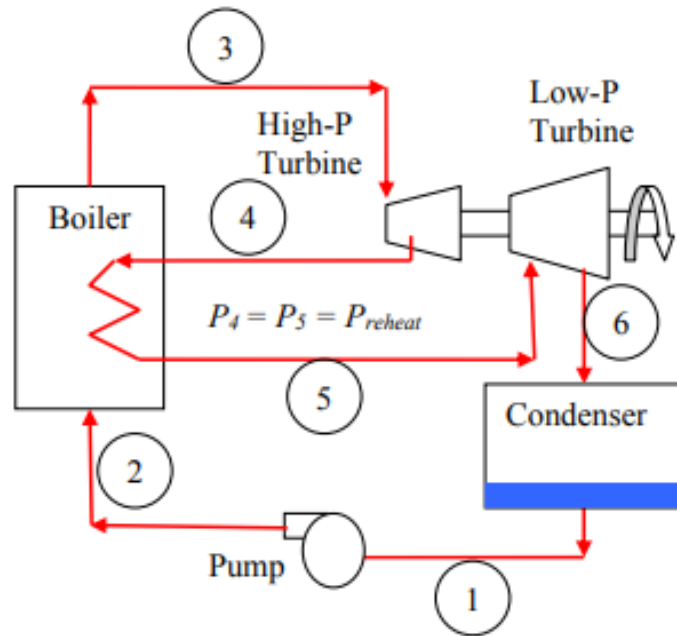 3
Low-P
Turbine
High-P
Turbine
Boiler
4
P4 = P5 = Preheat
6
5
Condenser
2
Pump
1